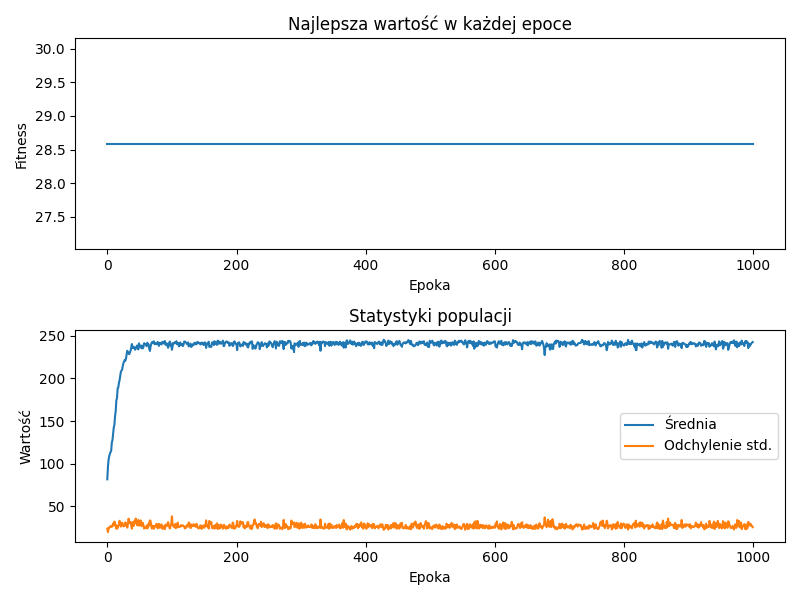 Najlepsza wartość w każdej epoce
30.0
29.5
29.0
28.5
28.0
27.5
Fitness
0 200 400 600 800 1000
Epoka
Statystyki populacji
250
200
150
100
50
Wartość
Średnia
Odchylenie std.
0 200 400 600 800 1000
Epoka